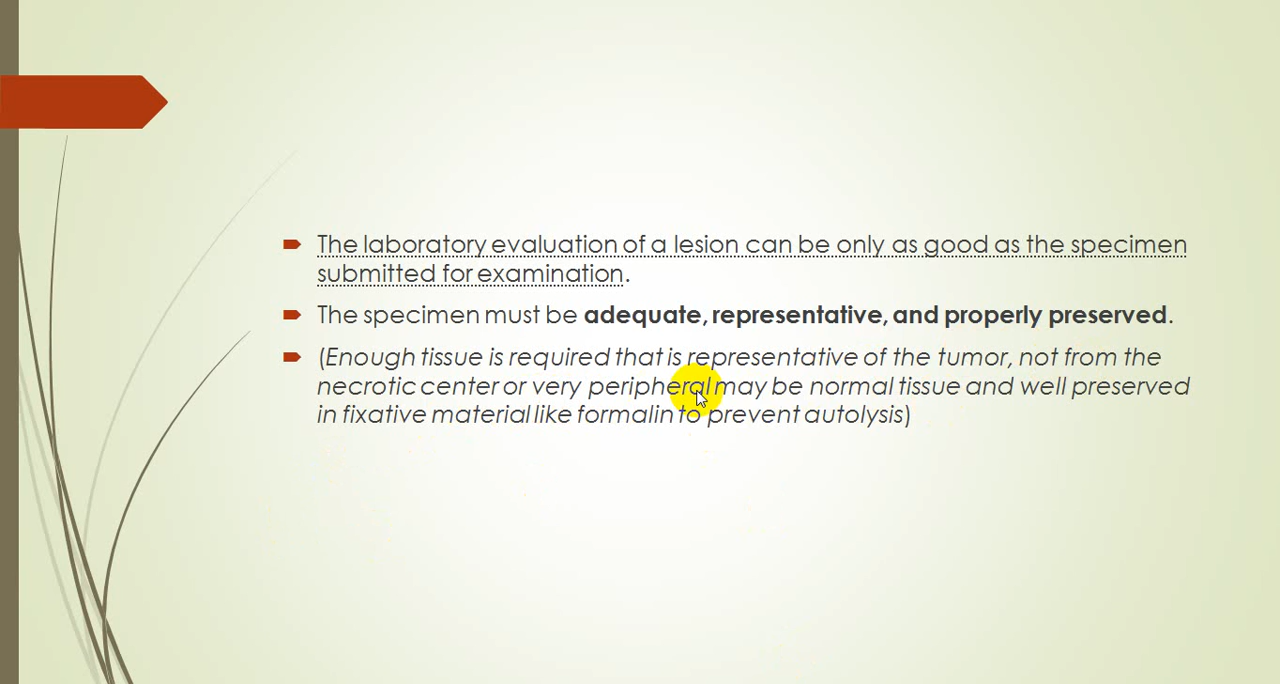 The laboratory evaluation of a lesion can be only as good as the specimen
submitted for examination.
The specimen must be adequate, representative, and properly preserved.
(Enough tissue is required that is representative of the tumor, not from the
necrotic center or very peripheral may be normal tissue and well preserved
in fixative material like formalin to prevent autolysis)